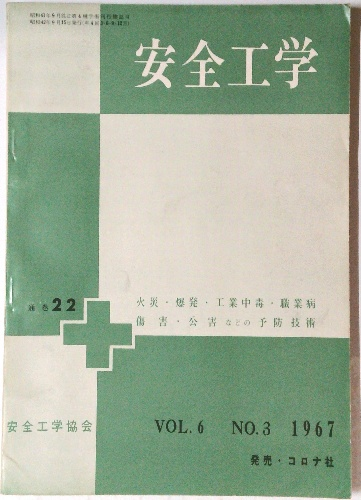 安全工学
通巻22
火災・爆発・工業中毒・職業病
傷害・公害などの予防技術
安全工学協会
VOL.6 NO.3 1967
発売・コロナ社